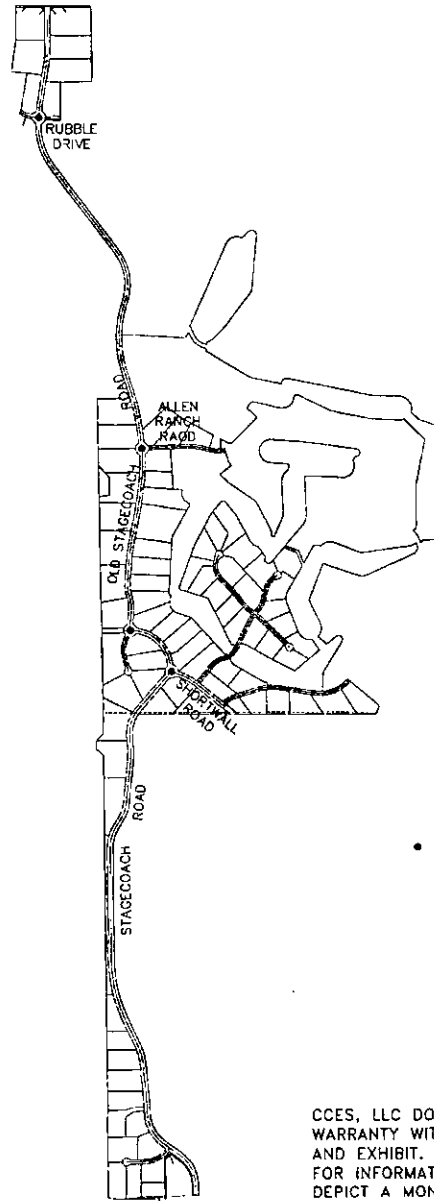 RUBBLE
DRIVE
ALLEN
RANCH
RAOD
OLD STAGECOACH ROAD
SHORTWALL
ROAD
STAGECOACH ROAD
CCES, LLC DO
WARRANTY WIT
AND EXHIBIT.
FOR INFORMAT
DEPICT A MON